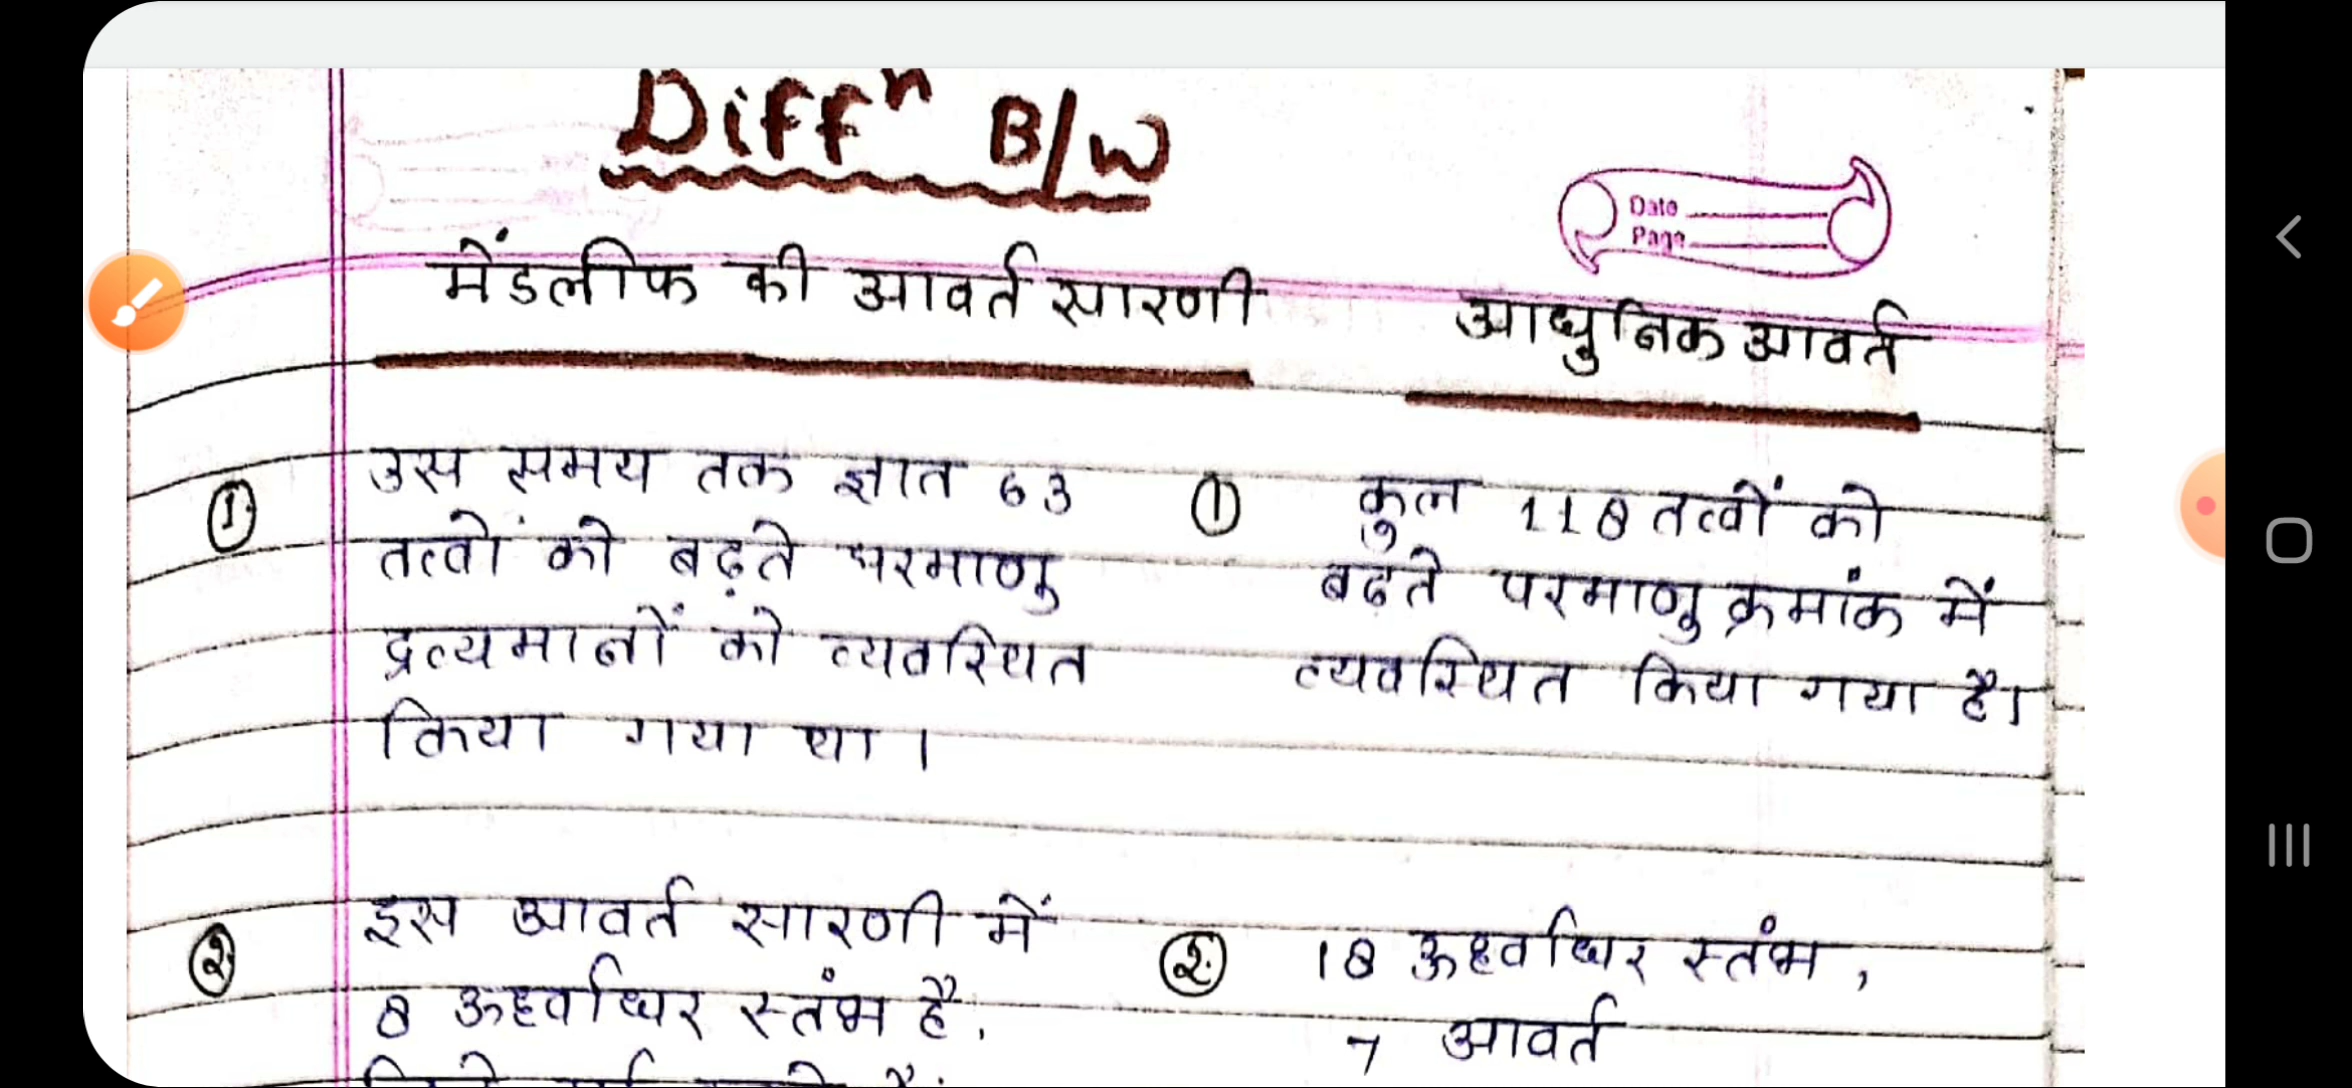 Diffⁿ B/W
Date
Page
मेंडलीफ की आवर्त सारणी
आधुनिक आवर्त
① उस समय तक ज्ञात 63
तत्वों को बढ़ते परमाणु
द्रव्यमानों को व्यवस्थित
किया गया था।
① कुल 118 तत्वों को
बढते परमाणु क्रमांक में
व्यवस्थित किया गया है।
② इस आवर्त सारणी में
8 ऊर्ध्वाधर स्तंभ है.
② 18 ऊर्ध्वाधर स्तंभ,
7 आवर्त